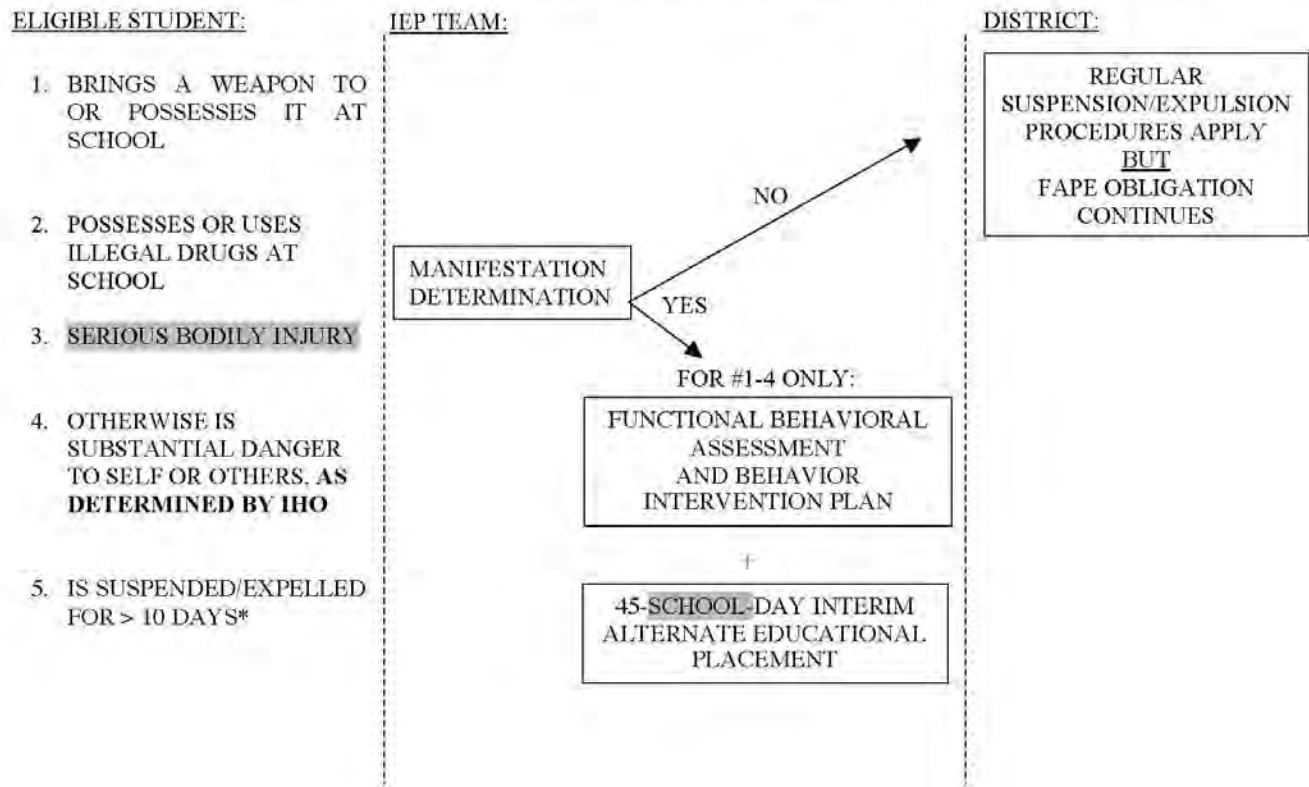 ELIGIBLE STUDENT:
1. BRINGS A WEAPON TO
OR POSSESSES IT AT
SCHOOL
2. POSSESSES OR USES
ILLEGAL DRUGS AT
SCHOOL
3. SERIOUS BODILY INJURY
4. OTHERWISE IS
SUBSTANTIAL DANGER
TO SELF OR OTHERS, AS
DETERMINED BY IHO
5. IS SUSPENDED/EXPELLED
FOR > 10 DAYS*
IEP TEAM:
MANIFESTATION
DETERMINATION
NO
YES
FOR #1-4 ONLY:
FUNCTIONAL BEHAVIORAL
ASSESSMENT
AND BEHAVIOR
INTERVENTION PLAN
+
45-SCHOOL-DAY INTERIM
ALTERNATE EDUCATIONAL
PLACEMENT
DISTRICT:
REGULAR
SUSPENSION/EXPULSION
PROCEDURES APPLY
BUT
FAPE OBLIGATION
CONTINUES